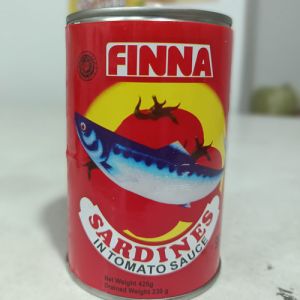 FINNA
SARDINES
IN TOMATO SAUCE
Net Weight 425g
Drained Weight 230 g